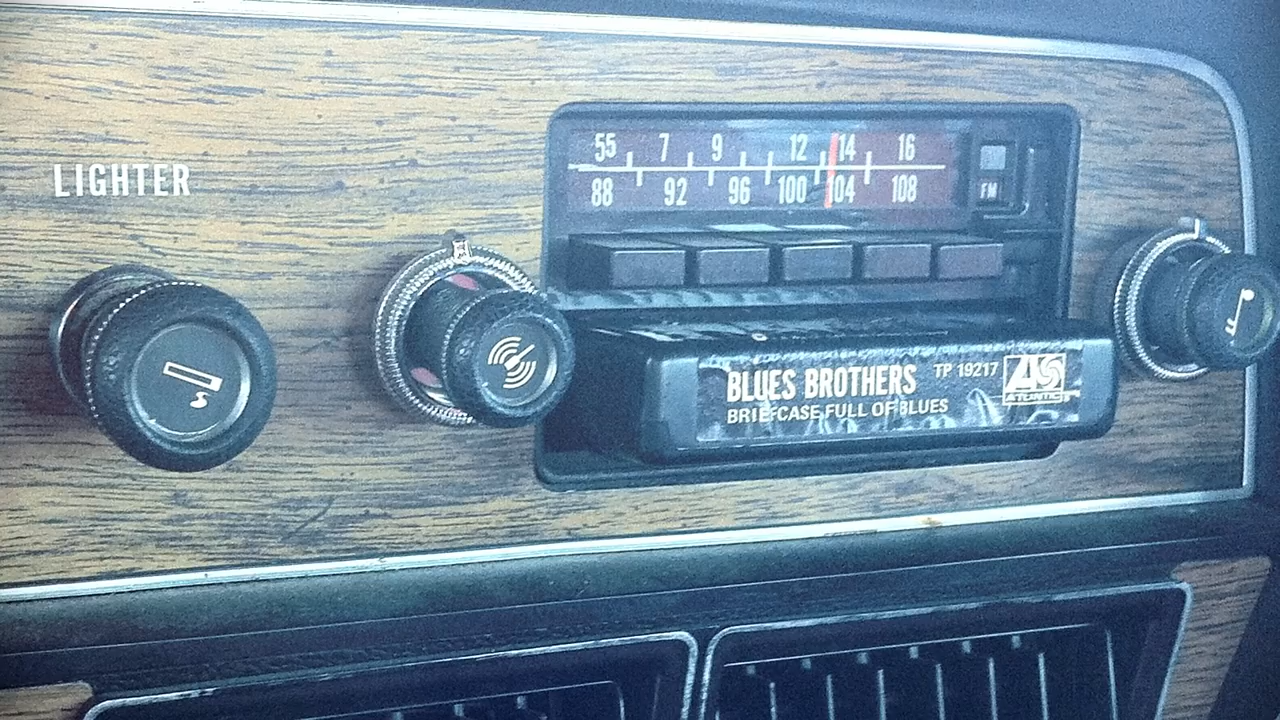 LIGHTER
55 7 9 12 14 16
88 92 96 100 104 108
FM
BLUES BROTHERS TP 19217
BRIEFCASE FULL OF BLUES
ATLANTIC